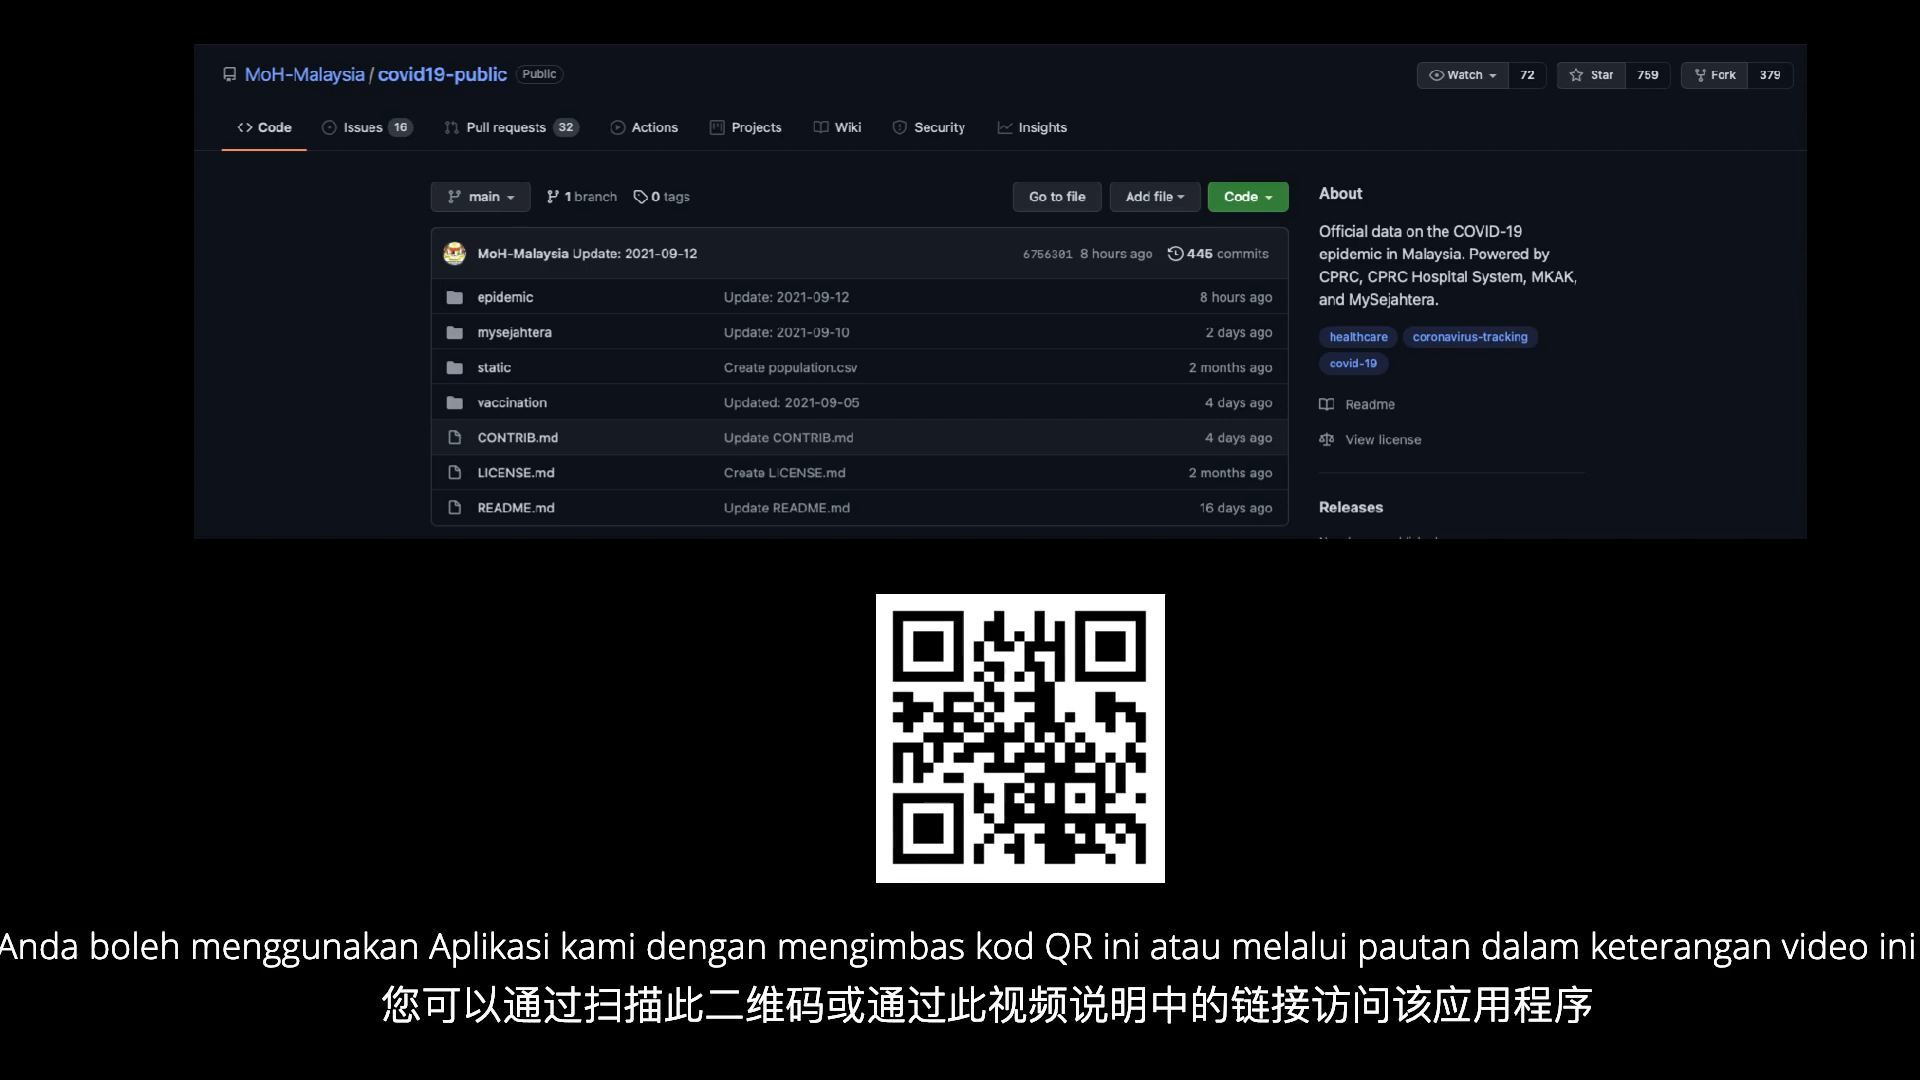 MoH-Malaysia / covid19-public Public
Watch 72 Star 759 Fork 379
Code Issues 16 Pull requests 32 Actions Projects Wiki Security Insights
main 1 branch 0 tags Go to file Add file Code
MoH-Malaysia Update: 2021-09-12 6756301 8 hours ago 445 commits
epidemic Update: 2021-09-12 8 hours ago
mysejahtera Update: 2021-09-10 2 days ago
static Create population.csv 2 months ago
vaccination Updated: 2021-09-05 4 days ago
CONTRIB.md Update CONTRIB.md 4 days ago
LICENSE.md Create LICENSE.md 2 months ago
README.md Update README.md 16 days ago
About
Official data on the COVID-19
epidemic in Malaysia. Powered by
CPRC, CPRC Hospital System, MKAK,
and MySejahtera.
healthcare coronavirus-tracking
covid-19
Readme
View license
Releases
Anda boleh menggunakan Aplikasi kami dengan mengimbas kod QR ini atau melalui pautan dalam keterangan video ini
您可以通过扫描此二维码或通过此视频说明中的链接访问该应用程序